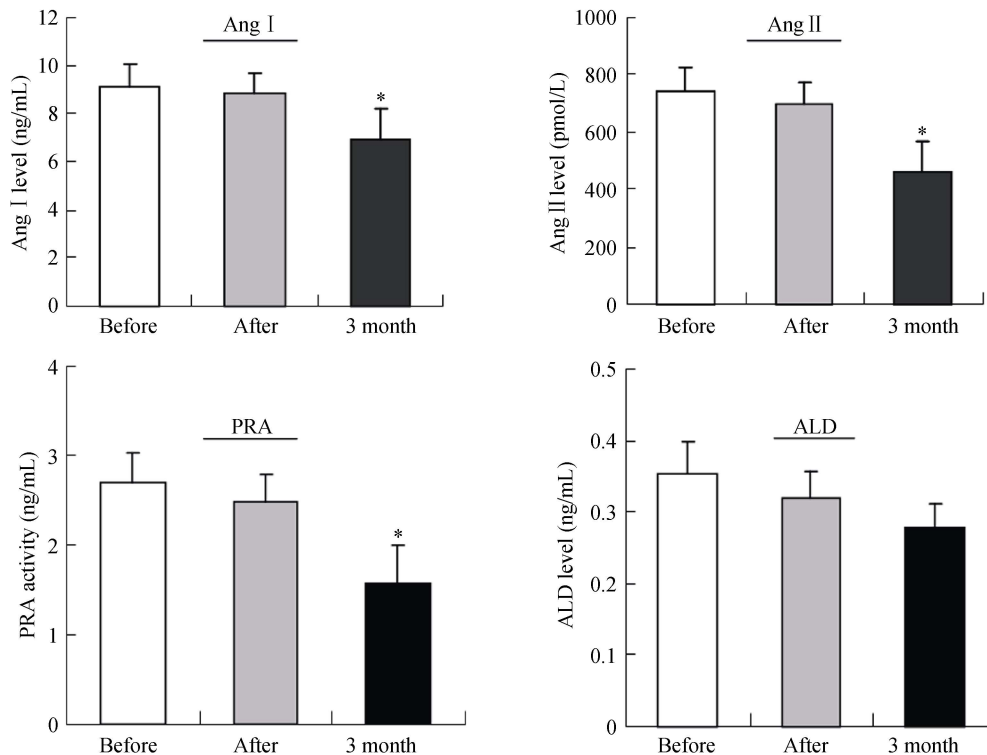 Ang Ⅰ
Ang Ⅰ level (ng/mL)
12
10
8
6
4
2
0
*
Before
After
3 month
Ang Ⅱ
Ang Ⅱ level (pmol/L)
1000
800
600
400
200
0
*
Before
After
3 month
PRA
PRA activity (ng/mL)
4
3
2
1
0
*
Before
After
3 month
ALD
ALD level (ng/mL)
0.5
0.4
0.3
0.2
0.1
0
Before
After
3 month